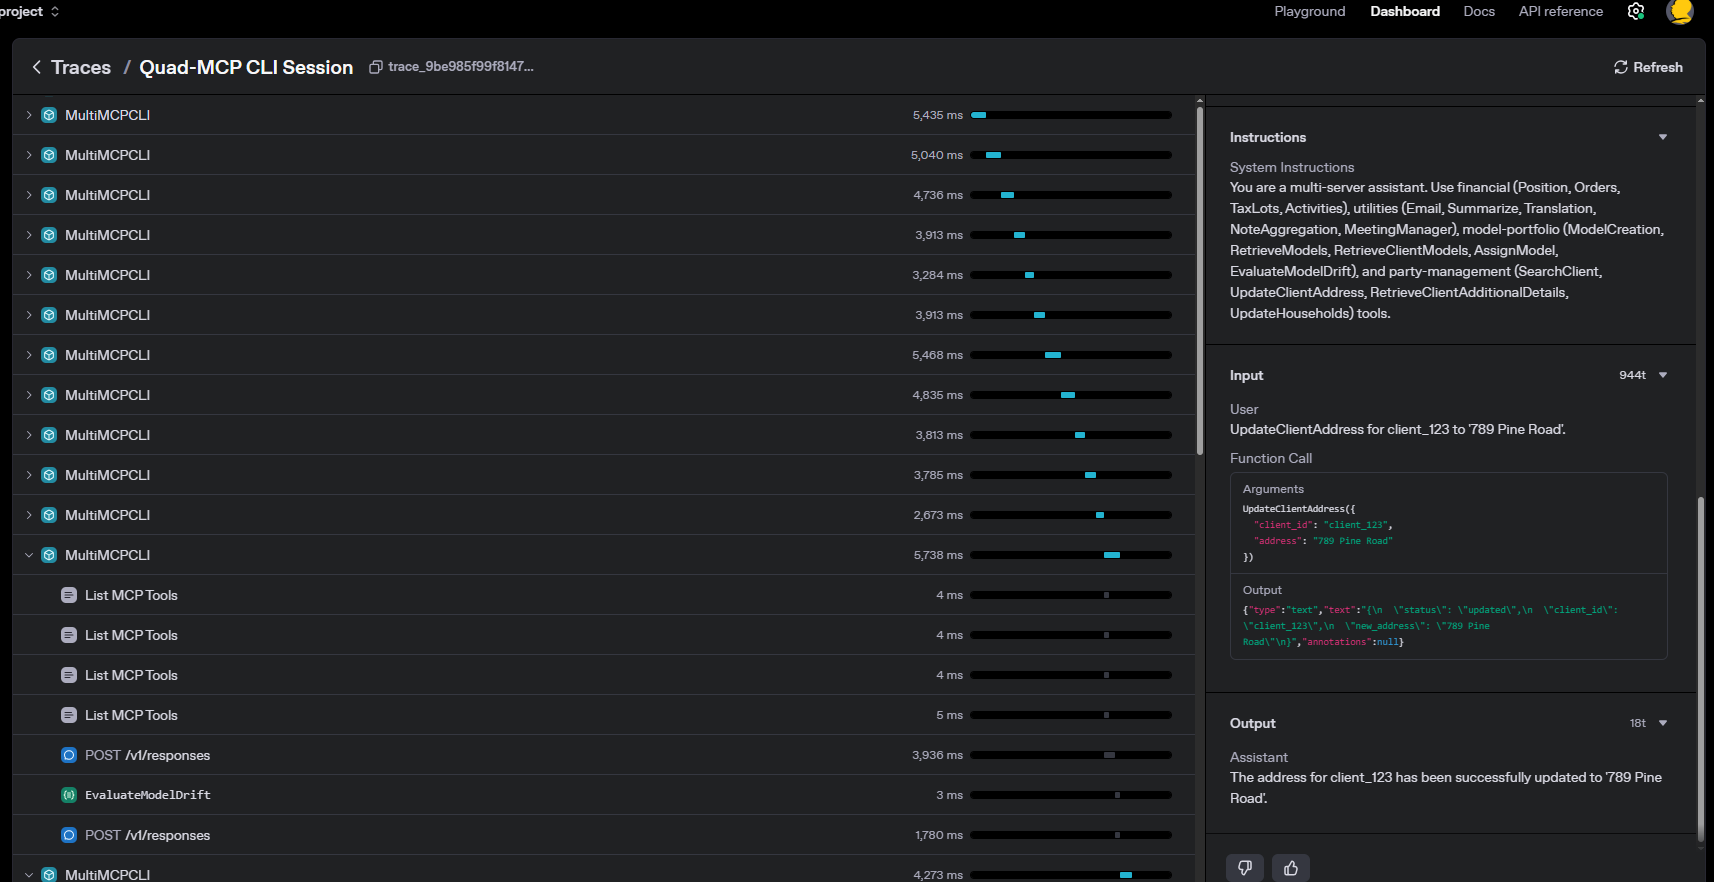 project
Playground
Dashboard
Docs
API reference
Traces / Quad-MCP CLI Session
trace_9be985f99f8147...
Refresh
MultiMCPCLI 5,435 ms
MultiMCPCLI 5,040 ms
MultiMCPCLI 4,736 ms
MultiMCPCLI 3,913 ms
MultiMCPCLI 3,284 ms
MultiMCPCLI 3,913 ms
MultiMCPCLI 5,468 ms
MultiMCPCLI 4,835 ms
MultiMCPCLI 3,813 ms
MultiMCPCLI 3,785 ms
MultiMCPCLI 2,673 ms
MultiMCPCLI 5,738 ms
List MCP Tools 4 ms
List MCP Tools 4 ms
List MCP Tools 4 ms
List MCP Tools 5 ms
POST /v1/responses 3,936 ms
EvaluateModelDrift 3 ms
POST /v1/responses 1,780 ms
MultiMCPCLI 4,273 ms
Instructions
System Instructions
You are a multi-server assistant. Use financial (Position, Orders,
TaxLots, Activities), utilities (Email, Summarize, Translation,
NoteAggregation, MeetingManager), model-portfolio (ModelCreation,
RetrieveModels, RetrieveClientModels, AssignModel,
EvaluateModelDrift), and party-management (SearchClient,
UpdateClientAddress, RetrieveClientAdditionalDetails,
UpdateHouseholds) tools.
Input 944t
User
UpdateClientAddress for client_123 to '789 Pine Road'.
Function Call
Arguments
UpdateClientAddress({
"client_id": "client_123",
"address": "789 Pine Road"
})
Output
{"type":"text","text":"{\n  \"status\": \"updated\",\n  \"client_id\":
\"client_123\",\n  \"new_address\": \"789 Pine
Road\"\n}","annotations":null}
Output 18t
Assistant
The address for client_123 has been successfully updated to '789 Pine
Road'.